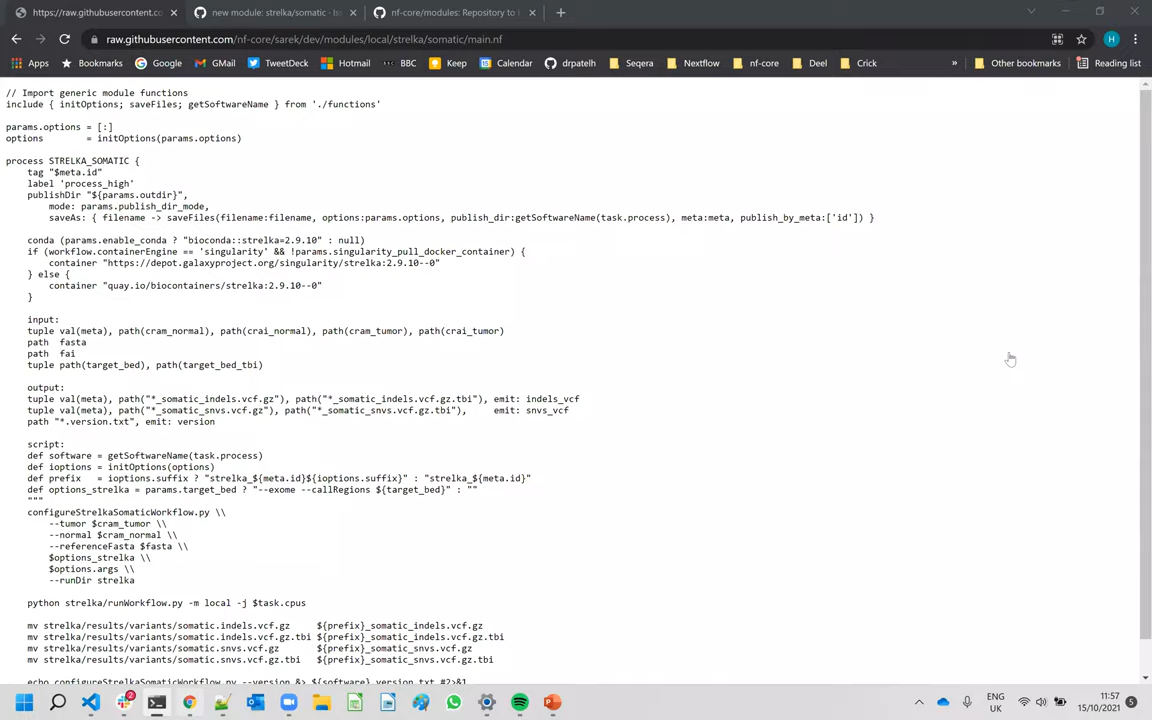 https://raw.githubusercontent.co
new module: strelka/somatic · Iss
nf-core/modules: Repository to h
raw.githubusercontent.com/nf-core/sarek/dev/modules/local/strelka/somatic/main.nf
H
Apps Bookmarks Google GMail TweetDeck Hotmail BBC Keep Calendar drpatelh Seqera Nextflow nf-core Deel Crick » Other bookmarks Reading list
// Import generic module functions
include { initOptions; saveFiles; getSoftwareName } from './functions'
params.options = [:]
options        = initOptions(params.options)
process STRELKA_SOMATIC {
    tag "$meta.id"
    label 'process_high'
    publishDir "${params.outdir}",
        mode: params.publish_dir_mode,
        saveAs: { filename -> saveFiles(filename:filename, options:params.options, publish_dir:getSoftwareName(task.process), meta:meta, publish_by_meta:['id']) }
    conda (params.enable_conda ? "bioconda::strelka=2.9.10" : null)
    if (workflow.containerEngine == 'singularity' && !params.singularity_pull_docker_container) {
        container "https://depot.galaxyproject.org/singularity/strelka:2.9.10--0"
    } else {
        container "quay.io/biocontainers/strelka:2.9.10--0"
    }
    input:
    tuple val(meta), path(cram_normal), path(crai_normal), path(cram_tumor), path(crai_tumor)
    path  fasta
    path  fai
    tuple path(target_bed), path(target_bed_tbi)
    output:
    tuple val(meta), path("*_somatic_indels.vcf.gz"), path("*_somatic_indels.vcf.gz.tbi"), emit: indels_vcf
    tuple val(meta), path("*_somatic_snvs.vcf.gz"), path("*_somatic_snvs.vcf.gz.tbi"),     emit: snvs_vcf
    path "*.version.txt", emit: version
    script:
    def software = getSoftwareName(task.process)
    def ioptions = initOptions(options)
    def prefix   = ioptions.suffix ? "strelka_${meta.id}${ioptions.suffix}" : "strelka_${meta.id}"
    def options_strelka = params.target_bed ? "--exome --callRegions ${target_bed}" : ""
    """
    configureStrelkaSomaticWorkflow.py \\
        --tumor $cram_tumor \\
        --normal $cram_normal \\
        --referenceFasta $fasta \\
        $options_strelka \\
        $options.args \\
        --runDir strelka
    python strelka/runWorkflow.py -m local -j $task.cpus
    mv strelka/results/variants/somatic.indels.vcf.gz     ${prefix}_somatic_indels.vcf.gz
    mv strelka/results/variants/somatic.indels.vcf.gz.tbi ${prefix}_somatic_indels.vcf.gz.tbi
    mv strelka/results/variants/somatic.snvs.vcf.gz       ${prefix}_somatic_snvs.vcf.gz
    mv strelka/results/variants/somatic.snvs.vcf.gz.tbi   ${prefix}_somatic_snvs.vcf.gz.tbi
    echo configureStrelkaSomaticWorkflow.py --version &> ${software}.version.txt #2>&1
2
ENG
UK
11:57
15/10/2021
5